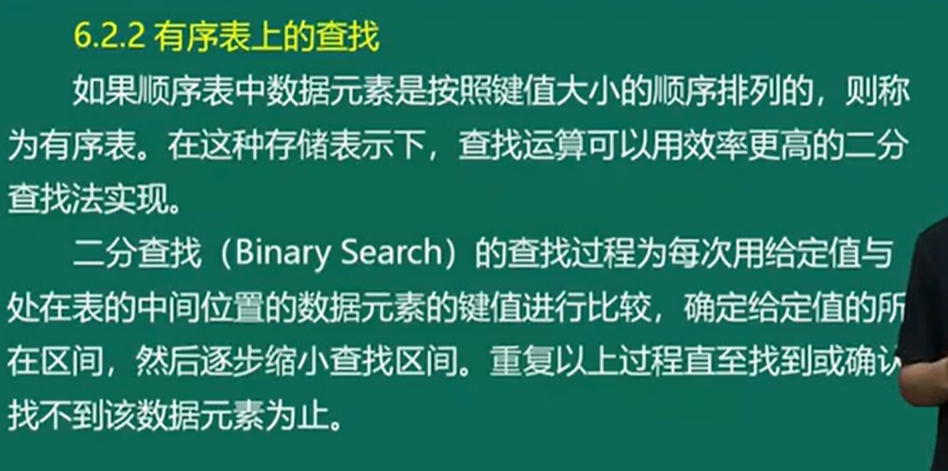 6.2.2 有序表上的查找
如果顺序表中数据元素是按照键值大小的顺序排列的，则称
为有序表。在这种存储表示下，查找运算可以用效率更高的二分
查找法实现。
二分查找（Binary Search）的查找过程为每次用给定值与
处在表的中间位置的数据元素的键值进行比较，确定给定值的所
在区间，然后逐步缩小查找区间。重复以上过程直至找到或确认
找不到该数据元素为止。